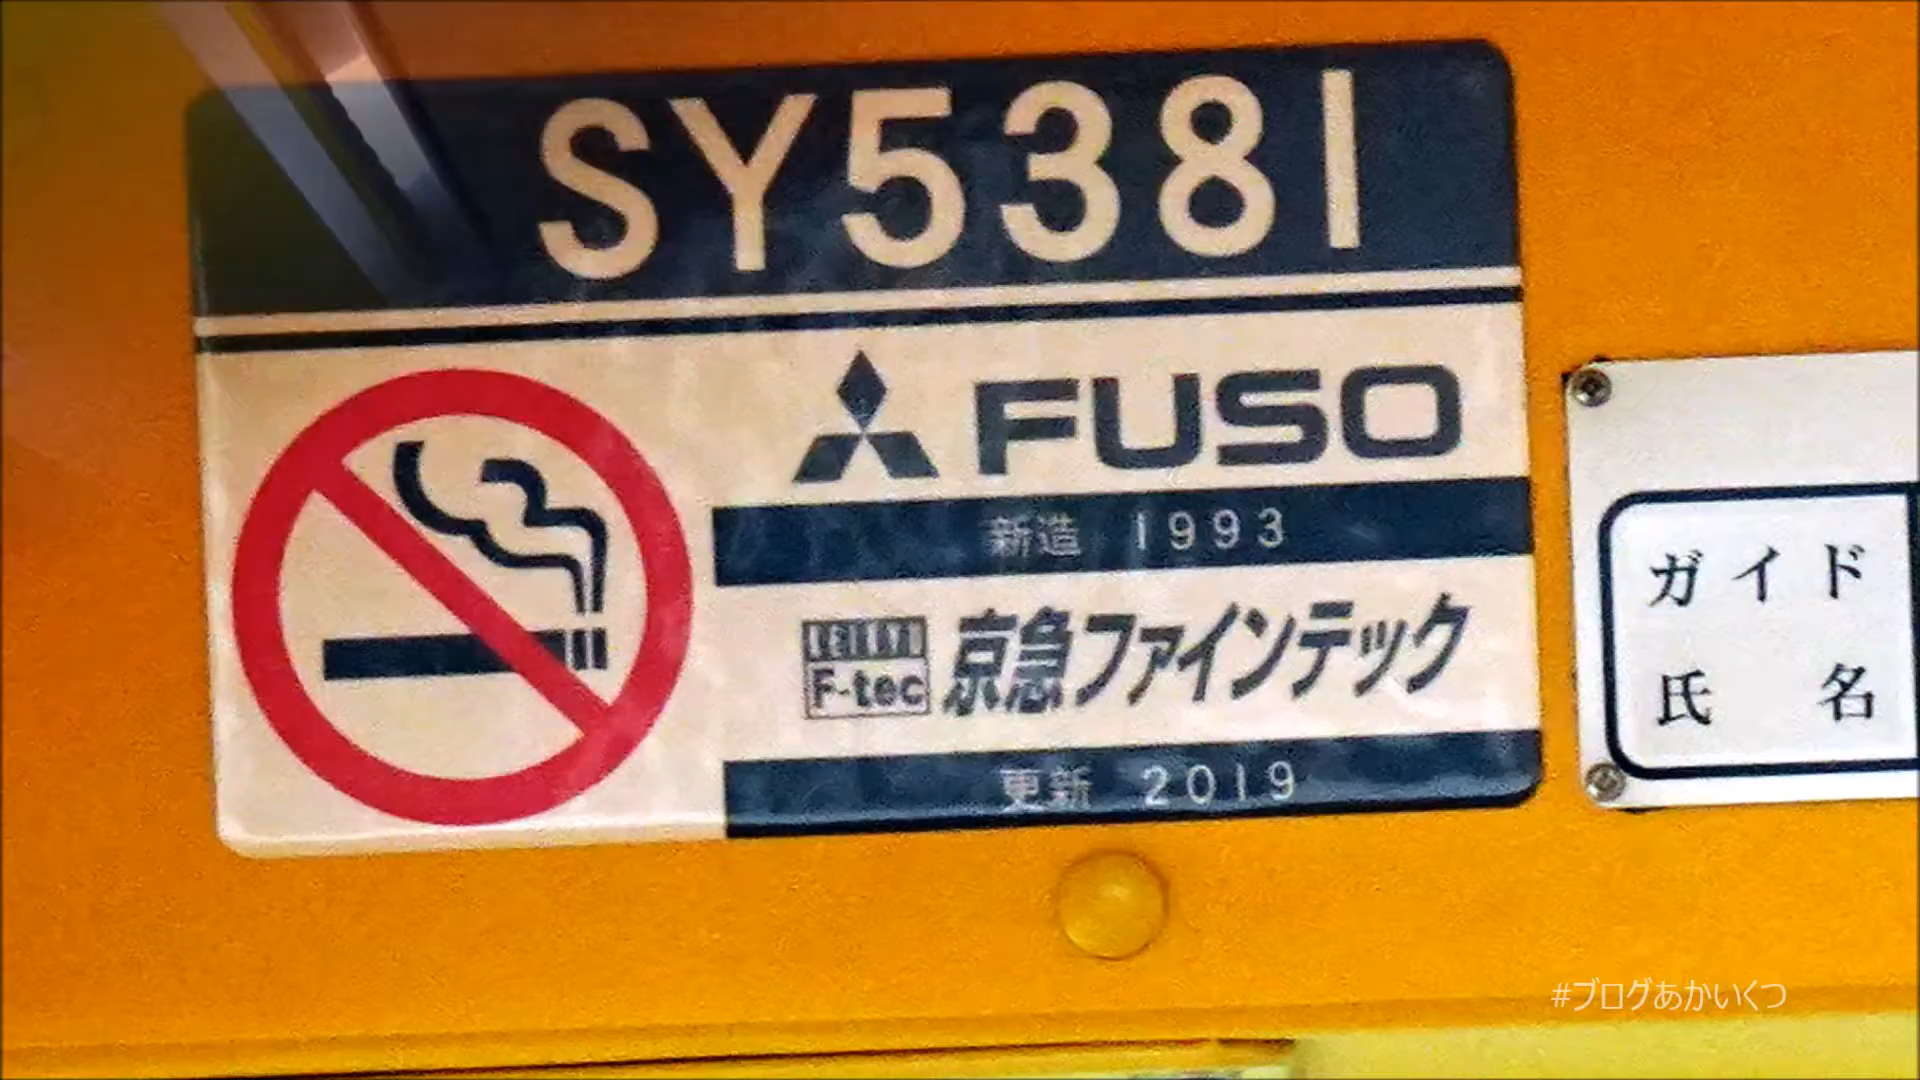 SY5381
FUSO
新造 1993
KEIKYU
F-tec
京急ファインテック
更新 2019
ガイド
氏名
#ブログあかいくつ